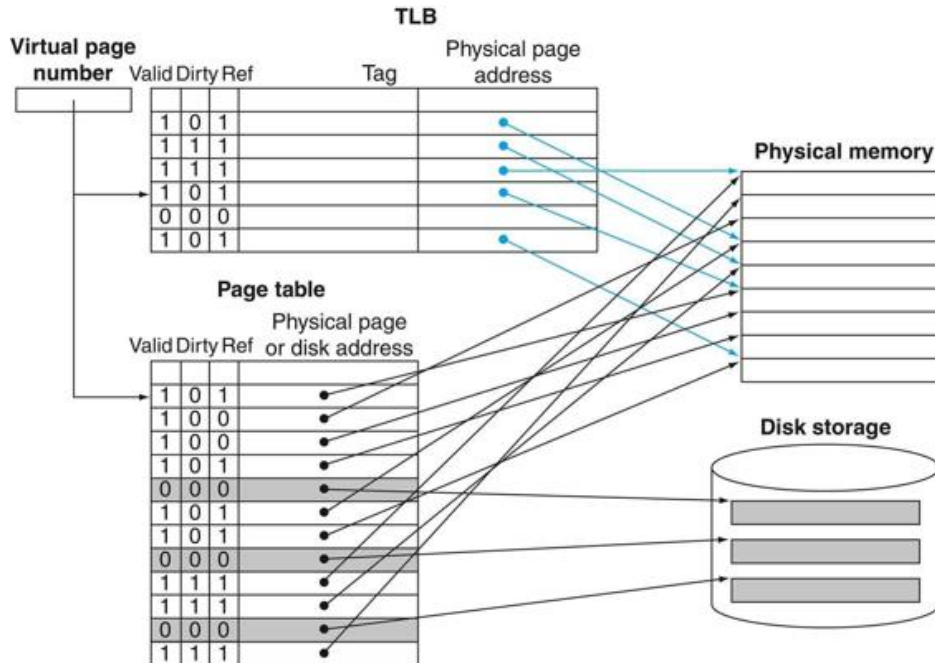 TLB
Virtual page
number
Physical page
address
Valid Dirty Ref
Tag
1 0 1
1 1 1
1 1 1
1 0 1
0 0 0
1 0 1
Physical memory
Page table
Physical page
or disk address
Valid Dirty Ref
1 0 1
1 0 0
1 0 0
1 0 1
0 0 0
1 0 1
1 0 1
0 0 0
1 1 1
1 1 1
0 0 0
1 1 1
Disk storage